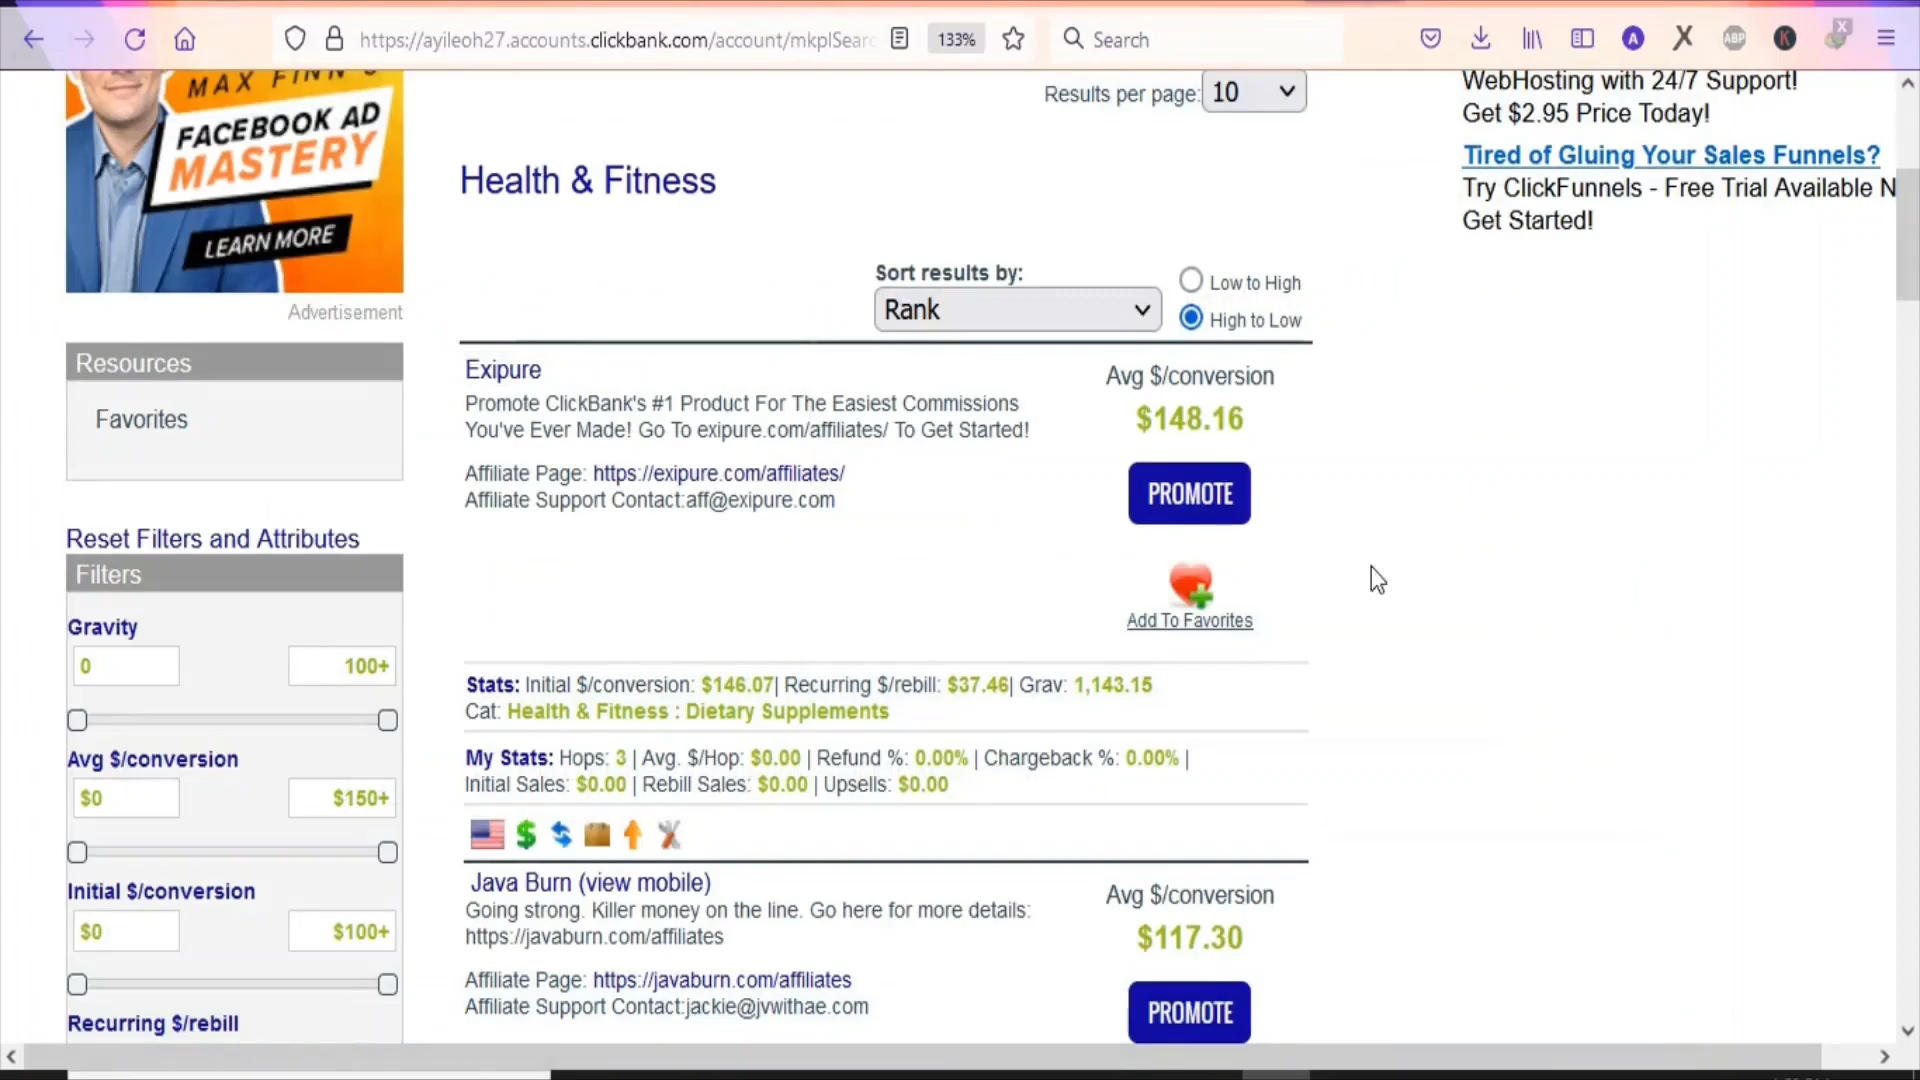 https://ayileoh27.accounts.clickbank.com/account/mkplSearc
133%
Search
A
ABP
K
X
MAX FINN'S
FACEBOOK AD
MASTERY
LEARN MORE
Advertisement
Resources
Favorites
Reset Filters and Attributes
Filters
Gravity
0 100+
Avg $/conversion
$0 $150+
Initial $/conversion
$0 $100+
Recurring $/rebill
Results per page: 10
Health & Fitness
Sort results by:
Rank
Low to High
High to Low
Exipure
Promote ClickBank's #1 Product For The Easiest Commissions
You've Ever Made! Go To exipure.com/affiliates/ To Get Started!
Affiliate Page: https://exipure.com/affiliates/
Affiliate Support Contact:aff@exipure.com
Avg $/conversion
$148.16
PROMOTE
Add To Favorites
Stats: Initial $/conversion: $146.07| Recurring $/rebill: $37.46| Grav: 1,143.15
Cat: Health & Fitness : Dietary Supplements
My Stats: Hops: 3 | Avg. $/Hop: $0.00 | Refund %: 0.00% | Chargeback %: 0.00% |
Initial Sales: $0.00 | Rebill Sales: $0.00 | Upsells: $0.00
$
Java Burn (view mobile)
Going strong. Killer money on the line. Go here for more details:
https://javaburn.com/affiliates
Affiliate Page: https://javaburn.com/affiliates
Affiliate Support Contact:jackie@jvwithae.com
Avg $/conversion
$117.30
PROMOTE
WebHosting with 24/7 Support!
Get $2.95 Price Today!
Tired of Gluing Your Sales Funnels?
Try ClickFunnels - Free Trial Available N
Get Started!